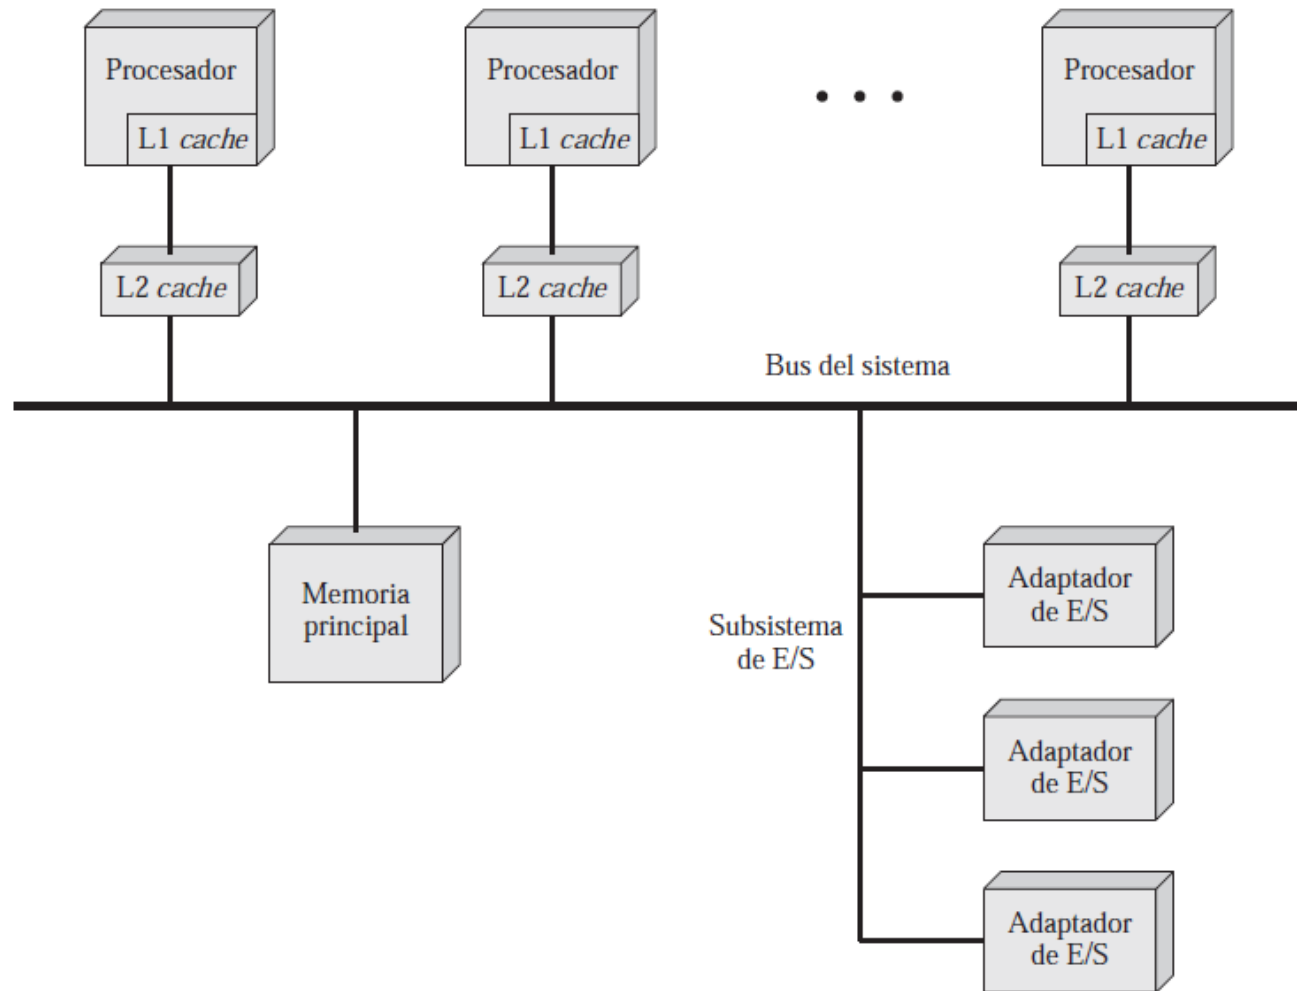 Procesador
L1 cache
Procesador
L1 cache
Procesador
L1 cache
L2 cache
L2 cache
L2 cache
Bus del sistema
Memoria
principal
Subsistema
de E/S
Adaptador
de E/S
Adaptador
de E/S
Adaptador
de E/S